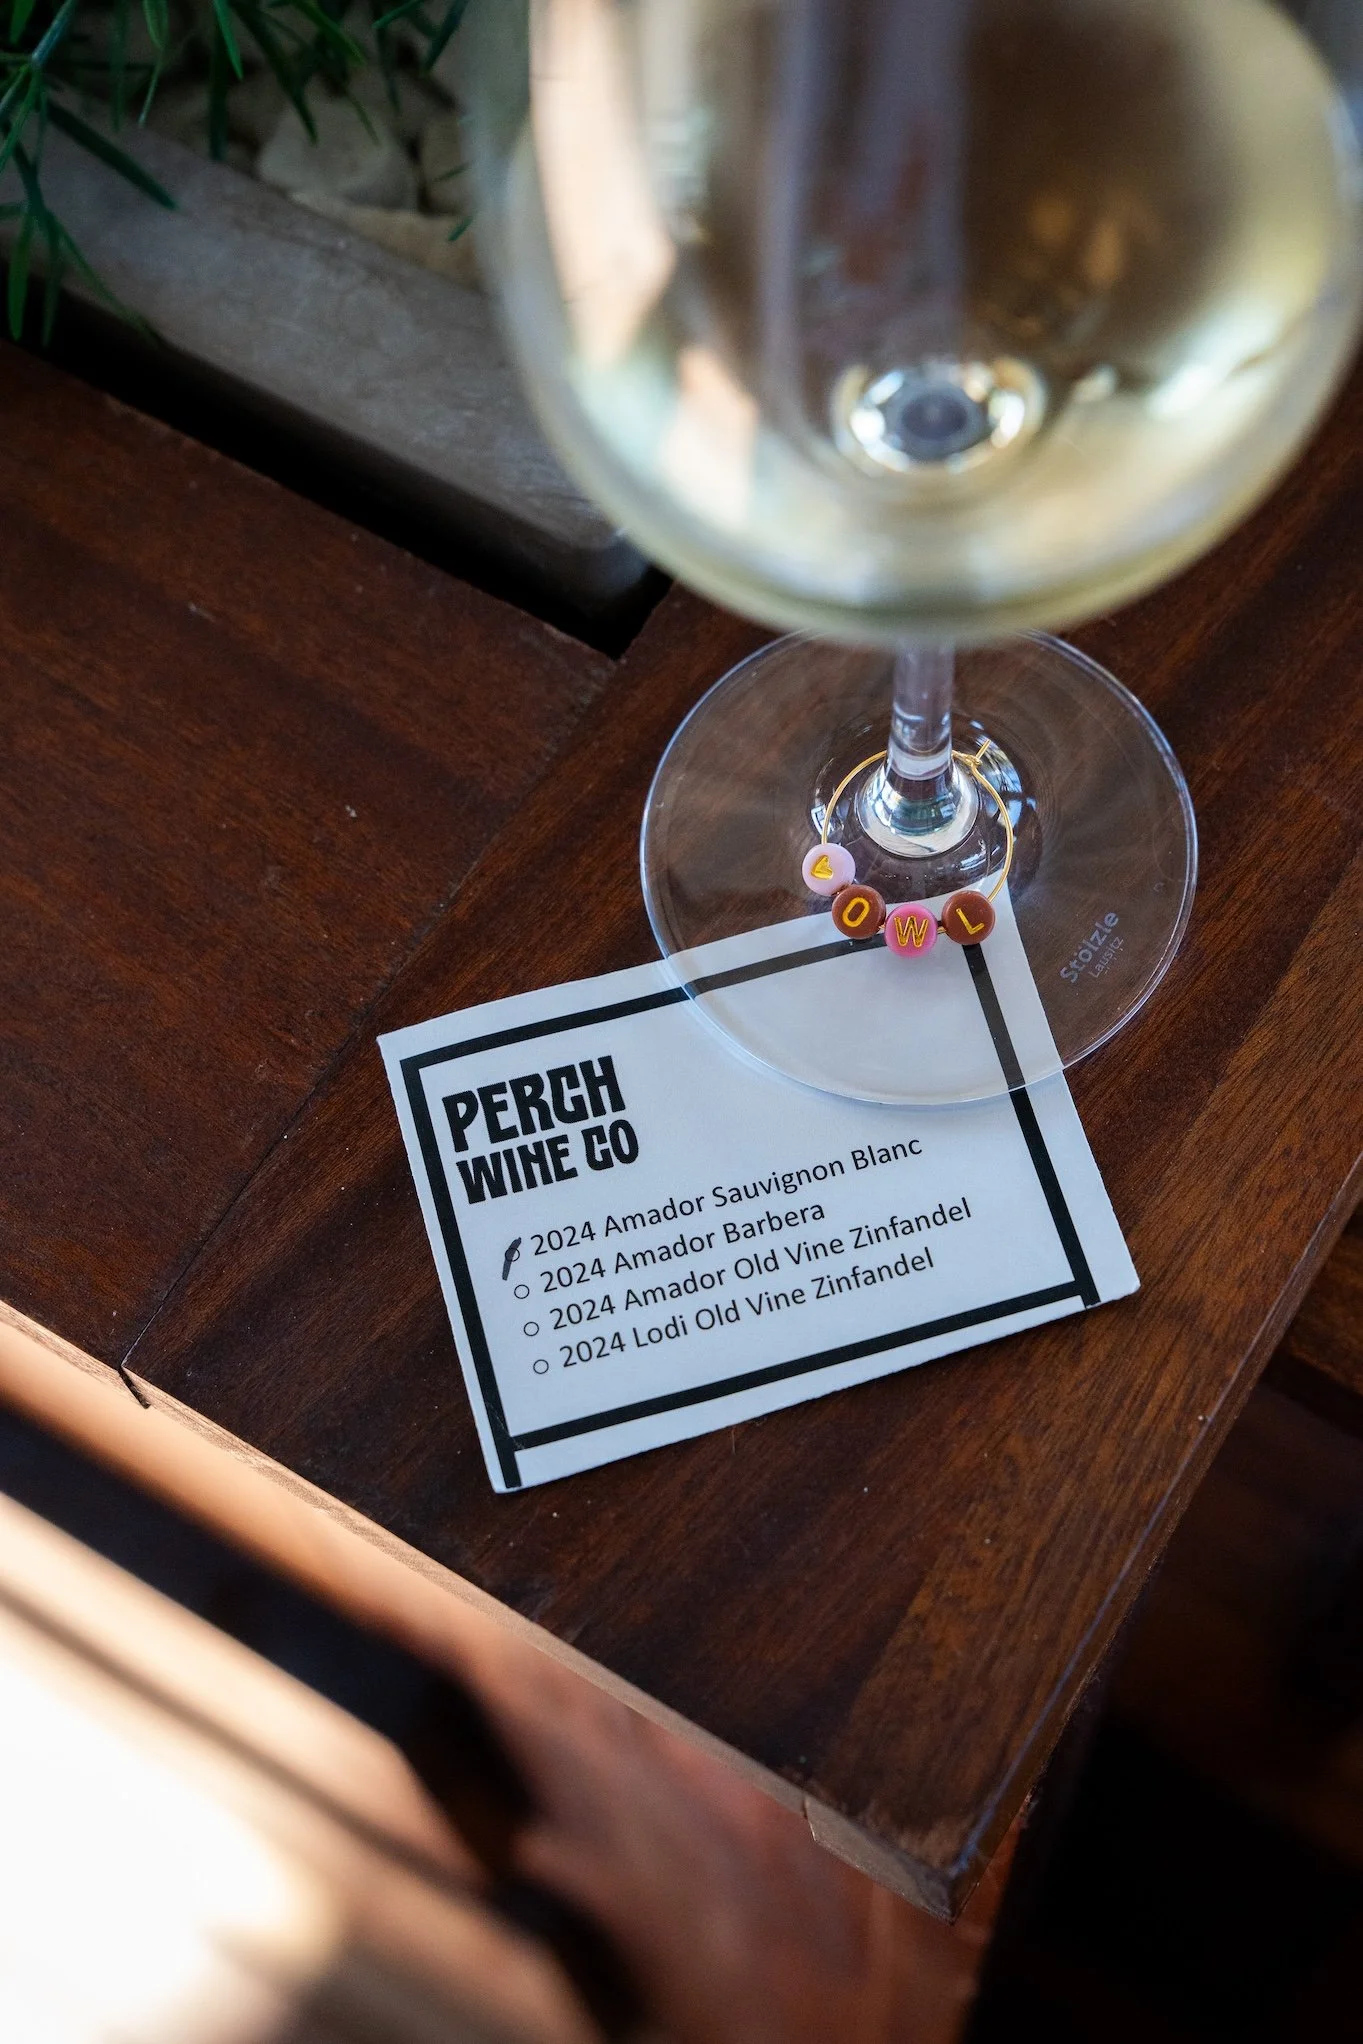 OWL
Stölzle
Lausitz
PERCH
WINE CO
2024 Amador Sauvignon Blanc
2024 Amador Barbera
2024 Amador Old Vine Zinfandel
2024 Lodi Old Vine Zinfandel